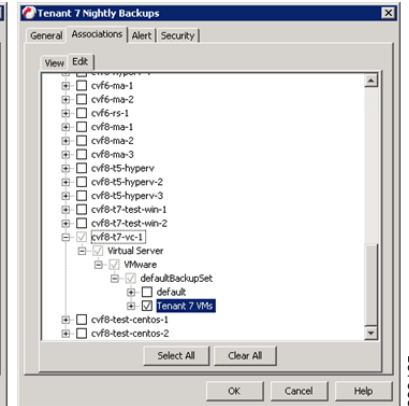 Tenant 7 Nightly Backups
General Associations Alert Security
View Edit
cvf6-ma-1
cvf6-ma-2
cvf6-rs-1
cvf8-ma-1
cvf8-ma-2
cvf8-ma-3
cvf8-t5-hyperv
cvf8-t5-hyperv-2
cvf8-t5-hyperv-3
cvf8-t7-test-win-1
cvf8-t7-test-win-2
cvf8-t7-vc-1
Virtual Server
VMware
defaultBackupSet
default
Tenant 7 VMs
cvf8-test-centos-1
cvf8-test-centos-2
Select All Clear All
OK Cancel Help